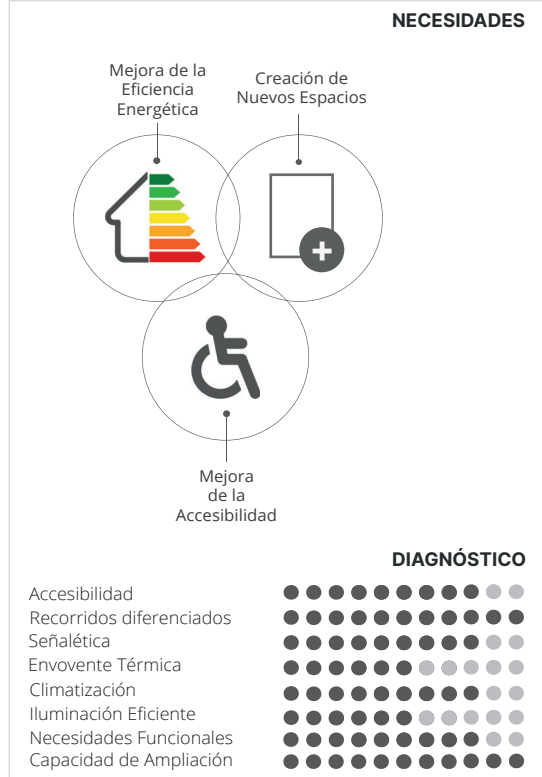 NECESIDADES
Mejora de la
Eficiencia
Energética
Creación de
Nuevos Espacios
+
Mejora
de la
Accesibilidad
DIAGNÓSTICO
Accesibilidad
Recorridos diferenciados
Señalética
Envovente Térmica
Climatización
Iluminación Eficiente
Necesidades Funcionales
Capacidad de Ampliación